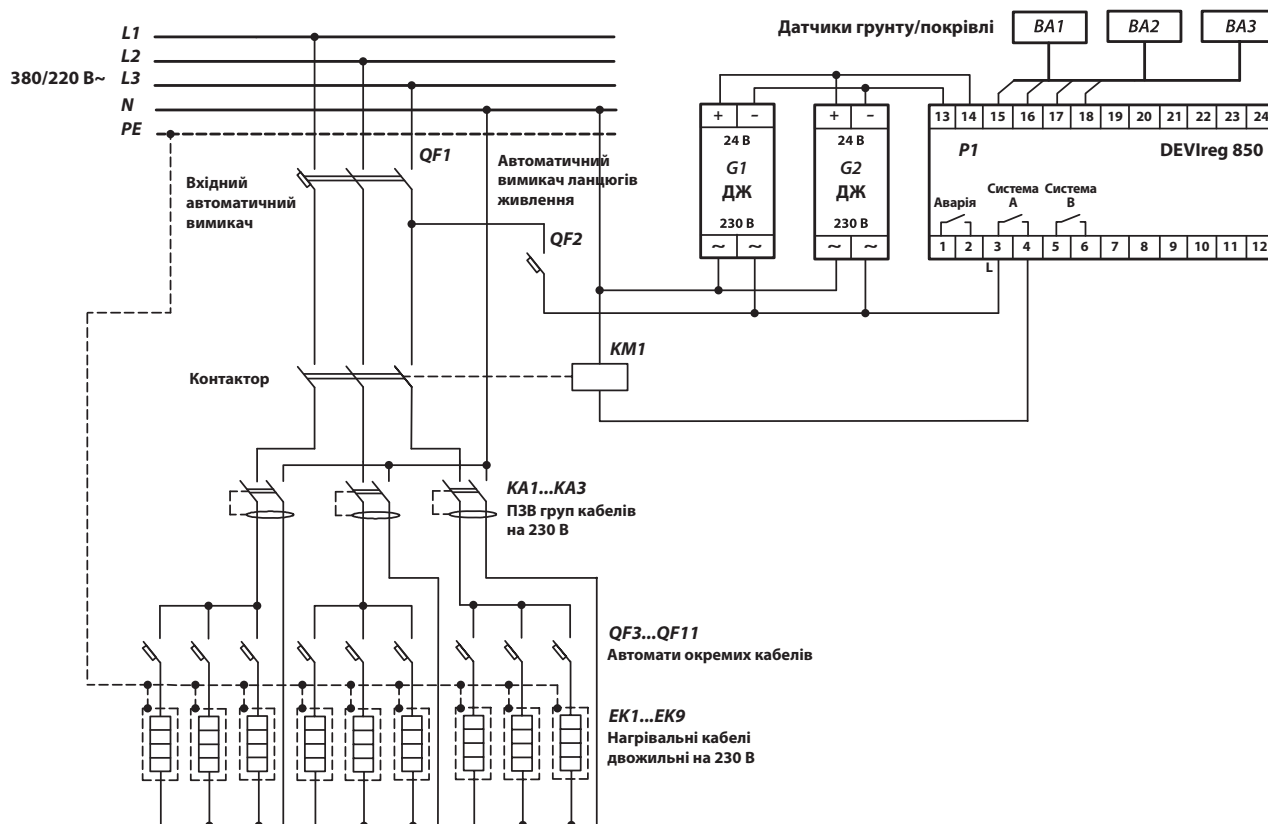 L1
L2
380/220 В~ L3
N
PE
Датчики грунту/покрівлі
BA1
BA2
BA3
QF1
Вхідний
автоматичний
вимикач
Автоматичний
вимикач ланцюгів
живлення
QF2
+ –
24 В
G1
ДЖ
230 В
~ ~
+ –
24 В
G2
ДЖ
230 В
~ ~
13 14 15 16 17 18 19 20 21 22 23 24
P1
DEVIreg 850
Аварія
Система
А
Система
В
1 2 3 4 5 6 7 8 9 10 11 12
L
KM1
Контактор
KA1...KA3
ПЗВ груп кабелів
на 230 В
QF3...QF11
Автомати окремих кабелів
EK1...EK9
Нагрівальні кабелі
двожильні на 230 В